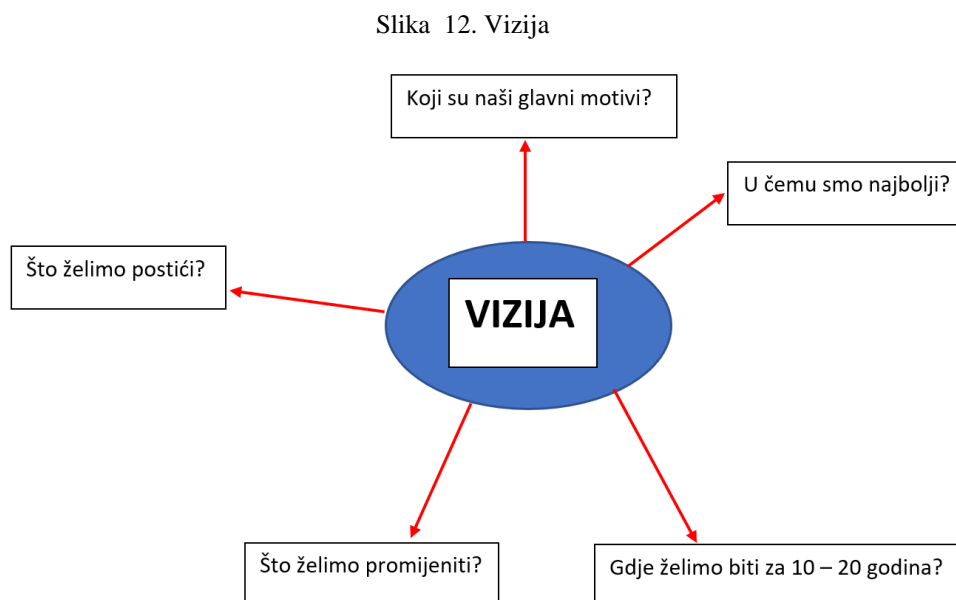 Slika 12. Vizija
Koji su naši glavni motivi?
U čemu smo najbolji?
Što želimo postići?
VIZIJA
Što želimo promijeniti?
Gdje želimo biti za 10 – 20 godina?